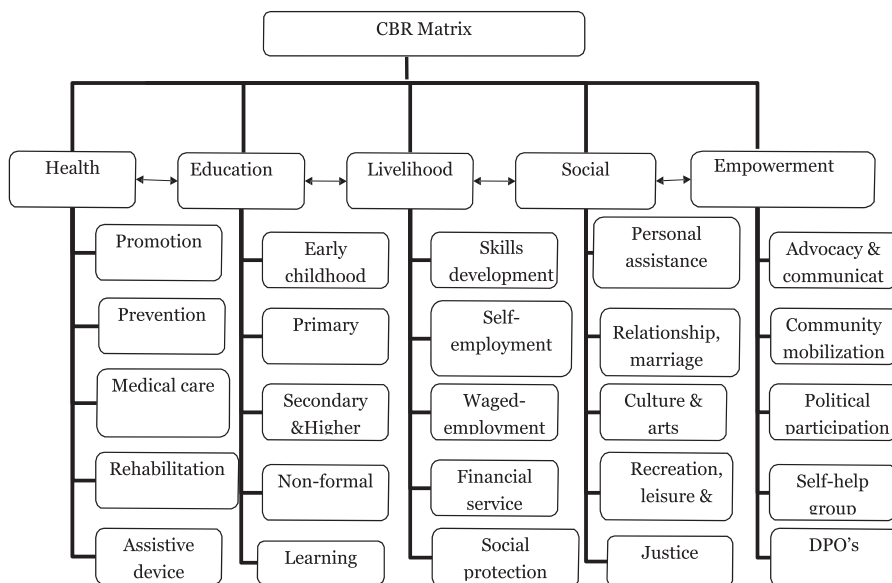 CBR Matrix
Health
Education
Livelihood
Social
Empowerment
Promotion
Prevention
Medical care
Rehabilitation
Assistive
device
Early
childhood
Primary
Secondary
&Higher
Non-formal
Learning
Skills
development
Self-
employment
Waged-
employment
Financial
service
Social
protection
Personal
assistance
Relationship,
marriage
Culture &
arts
Recreation,
leisure &
Justice
Advocacy &
communicat
Community
mobilization
Political
participation
Self-help
group
DPO's